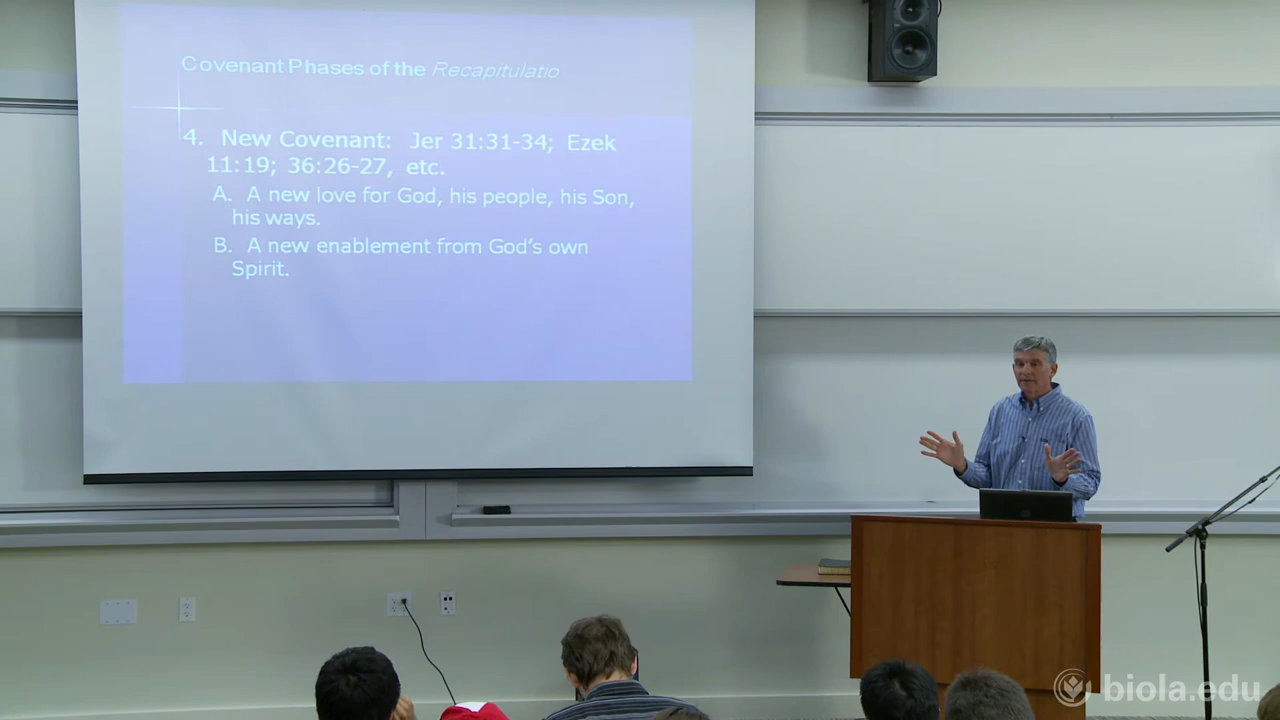 Covenant Phases of the Recapitulatio
4. New Covenant: Jer 31:31-34; Ezek
11:19; 36:26-27, etc.
A. A new love for God, his people, his Son,
his ways.
B. A new enablement from God's own
Spirit.
biola.edu